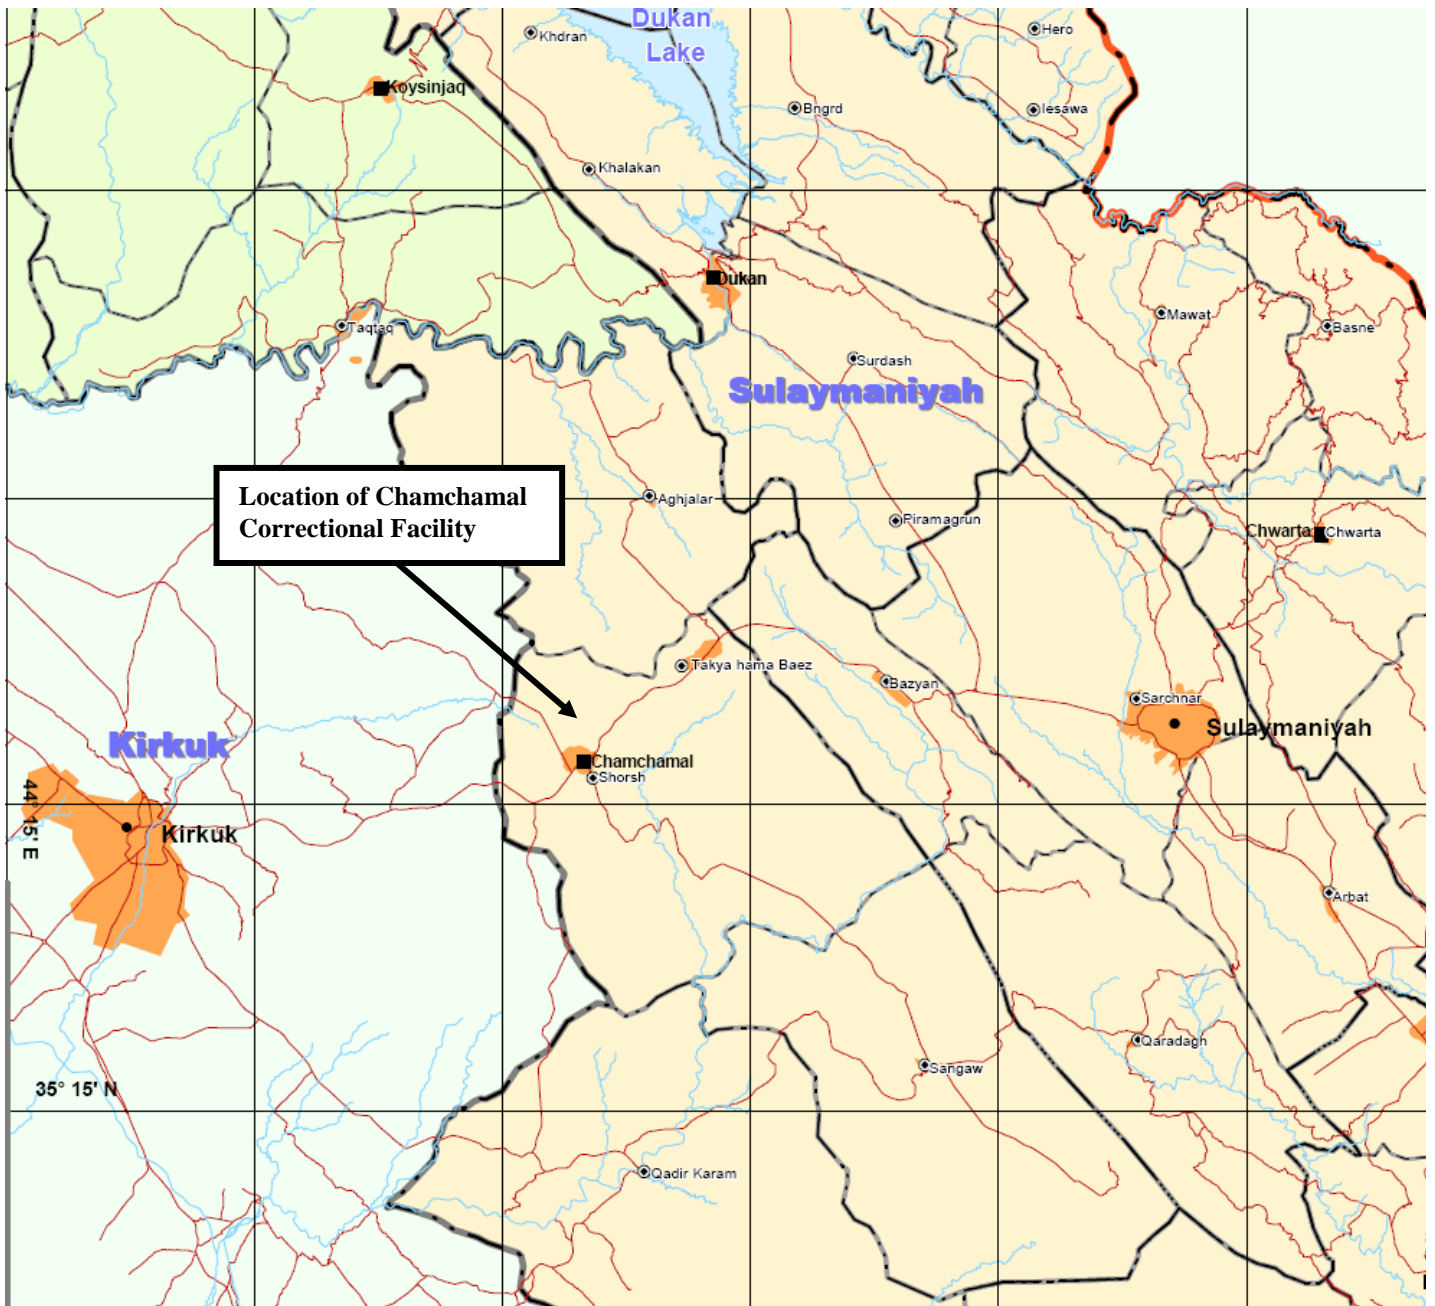 Dukan
Lake
Khdran
Hero
Koysinjaq
Bngrd
Iesawa
Khalakan
Dukan
Taqtaq
Mawat
Basne
Surdash
Sulaymaniyah
Location of Chamchamal
Correctional Facility
Aghjalar
Piramagrun
Chwarta
Chwarta
Takya hama Baez
Bazyan
Sarchnar
Sulaymaniyah
Kirkuk
Chamchamal
Shorsh
44° 15' E
Kirkuk
Arbat
Qaradagh
Sangaw
35° 15' N
Qadir Karam